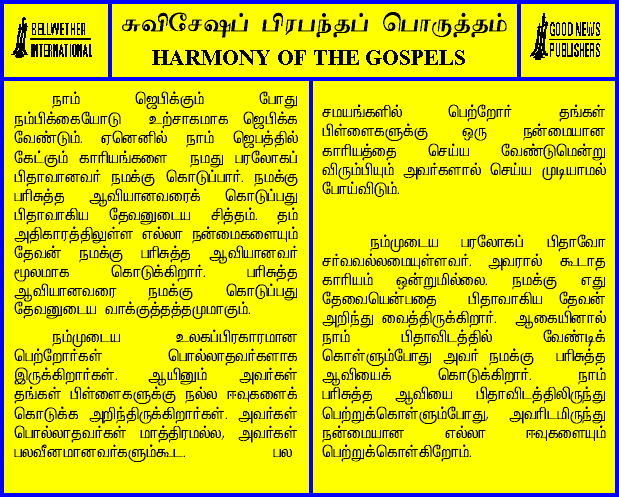 BELLWETHER
INTERNATIONAL
சுவிசேஷப் பிரபந்தப் பொருத்தம்
HARMONY OF THE GOSPELS
GOOD NEWS
PUBLISHERS
நாம் ஜெபிக்கும் போது
நம்பிக்கையோடு உற்சாகமாக ஜெபிக்க
வேண்டும். ஏனெனில் நாம் ஜெபத்தில்
கேட்கும் காரியங்களை நமது பரலோகப்
பிதாவானவர் நமக்கு கொடுப்பார். நமக்கு
பரிசுத்த ஆவியானவரைக் கொடுப்பது
பிதாவாகிய தேவனுடைய சித்தம். தம்
அதிகாரத்திலுள்ள எல்லா நன்மைகளையும்
தேவன் நமக்கு பரிசுத்த ஆவியானவர்
மூலமாக கொடுக்கிறார். பரிசுத்த
ஆவியானவரை நமக்கு கொடுப்பது
தேவனுடைய வாக்குத்தத்தமுமாகும்.
நம்முடைய உலகப்பிரகாரமான
பெற்றோர்கள் பொல்லாதவர்களாக
இருக்கிறார்கள். ஆயினும் அவர்கள்
தங்கள் பிள்ளைகளுக்கு நல்ல ஈவுகளைக்
கொடுக்க அறிந்திருக்கிறார்கள். அவர்கள்
பொல்லாதவர்கள் மாத்திரமல்ல, அவர்கள்
பலவீனமானவர்களும்கூட. பல
சமயங்களில் பெற்றோர் தங்கள்
பிள்ளைகளுக்கு ஒரு நன்மையான
காரியத்தை செய்ய வேண்டுமென்று
விரும்பியும் அவர்களால் செய்ய முடியாமல்
போய்விடும்.
நம்முடைய பரலோகப் பிதாவோ
சர்வவல்லமையுள்ளவர். அவரால் கூடாத
காரியம் ஒன்றுமில்லை. நமக்கு எது
தேவையென்பதை பிதாவாகிய தேவன்
அறிந்து வைத்திருக்கிறார். ஆகையினால்
நாம் பிதாவிடத்தில் வேண்டிக்
கொள்ளும்போது அவர் நமக்கு பரிசுத்த
ஆவியைக் கொடுக்கிறார். நாம்
பரிசுத்த ஆவியை பிதாவிடத்திலிருந்து
பெற்றுக்கொள்ளும்போது, அவரிடமிருந்து
நன்மையான எல்லா ஈவுகளையும்
பெற்றுக்கொள்கிறோம்.